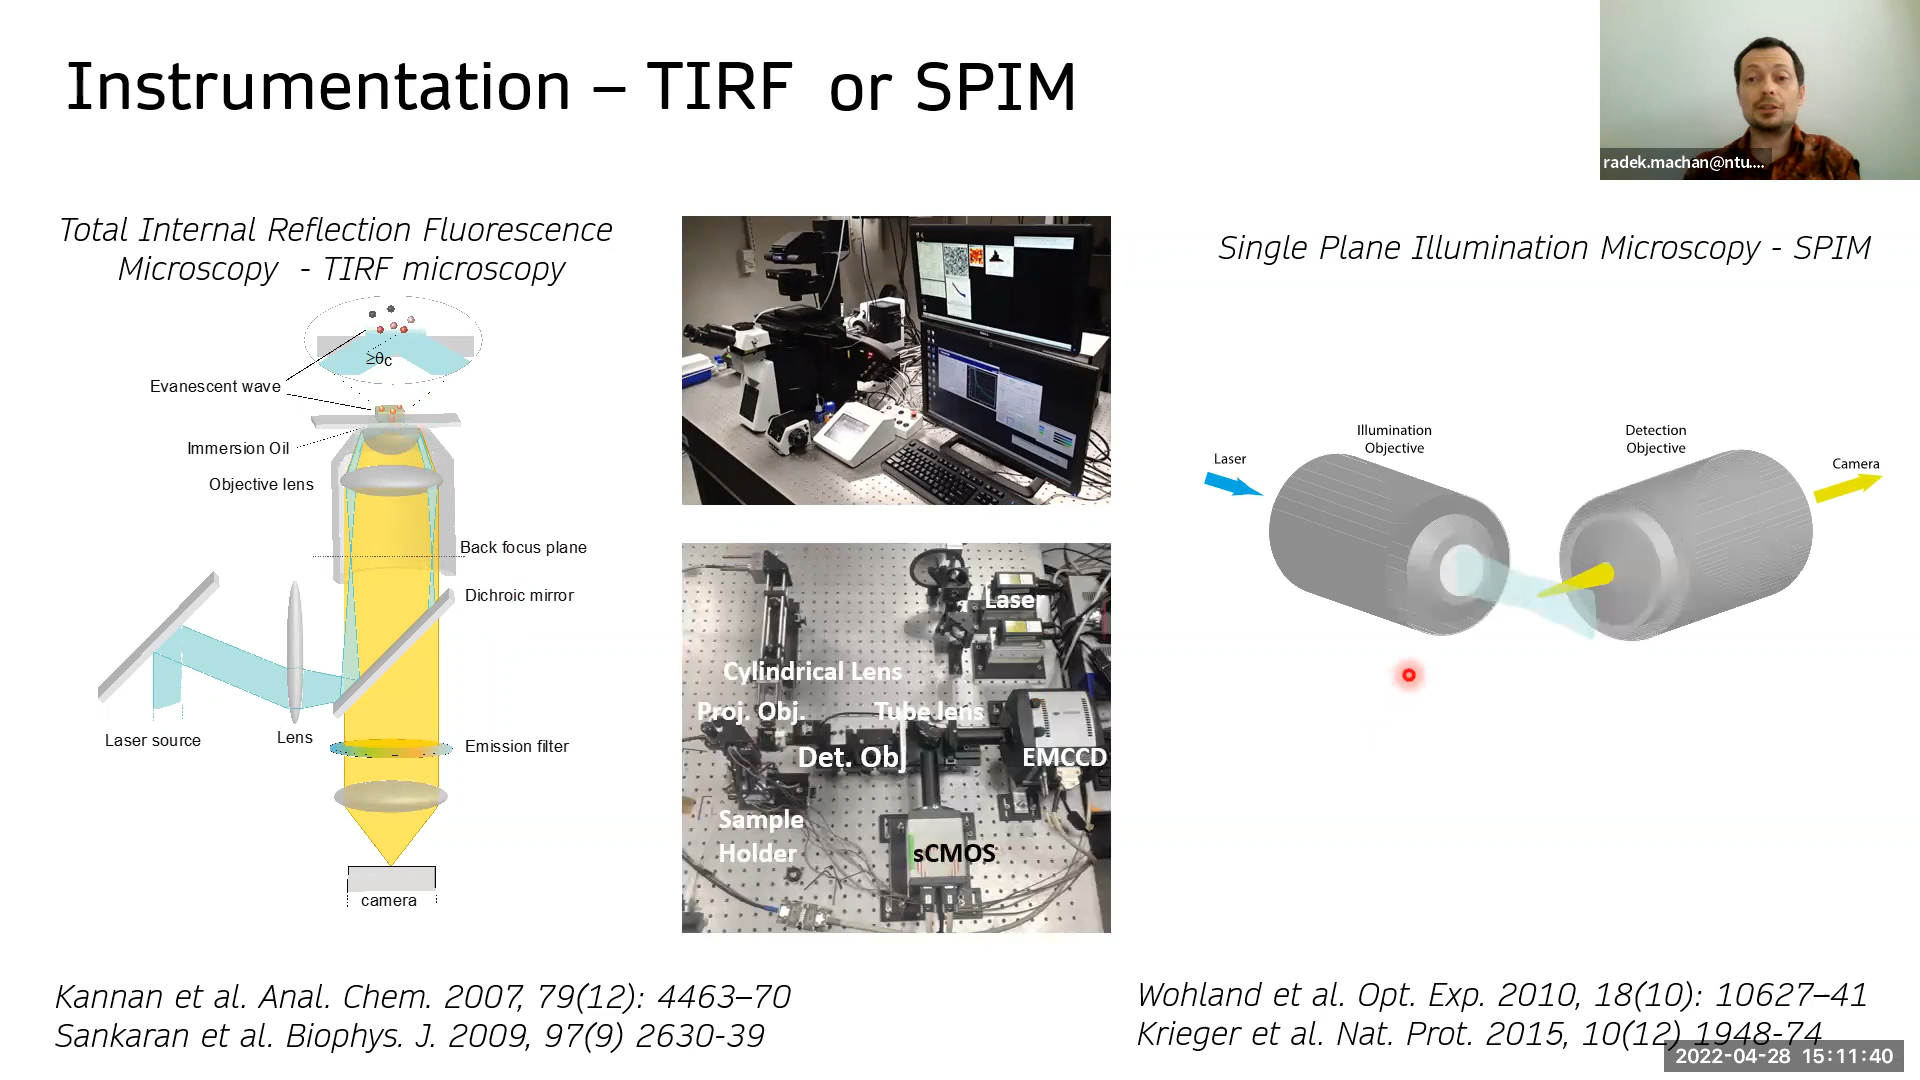 Instrumentation – TIRF or SPIM
radek.machan@ntu....
Total Internal Reflection Fluorescence
Microscopy - TIRF microscopy
≥θc
Evanescent wave
Immersion Oil
Objective lens
Back focus plane
Dichroic mirror
Laser source
Lens
Emission filter
camera
Laser
Cylindrical Lens
Proj. Obj.
Tube lens
Det. Obj
EMCCD
Sample
Holder
sCMOS
Single Plane Illumination Microscopy - SPIM
Illumination
Objective
Detection
Objective
Laser
Camera
Kannan et al. Anal. Chem. 2007, 79(12): 4463–70
Sankaran et al. Biophys. J. 2009, 97(9) 2630-39
Wohland et al. Opt. Exp. 2010, 18(10): 10627–41
Krieger et al. Nat. Prot. 2015, 10(12) 1948-74
2022-04-28 15:11:40